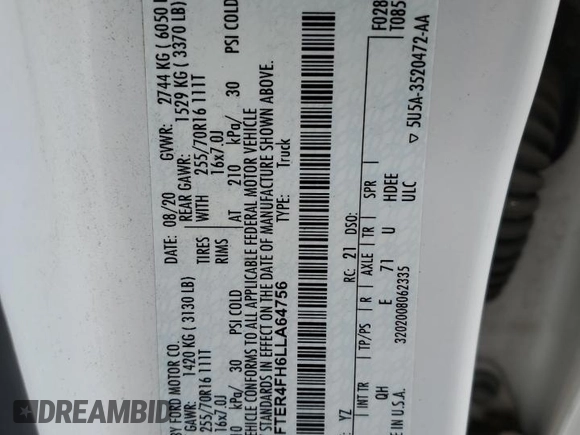 BY FORD MOTOR CO.
DATE: 08/20 GVWR: 2744 KG ( 6050
GAWR: 1420 KG ( 3130 LB) REAR GAWR: 1529 KG ( 3370 LB)
255/70R16 111T TIRES WITH 255/70R16 111T
16x7.0J RIMS 16x7.0J
210 kPa/ 30 PSI COLD AT 210 kPa/ 30 PSI COLD
VEHICLE CONFORMS TO ALL APPLICABLE FEDERAL MOTOR VEHICLE
STANDARDS IN EFFECT ON THE DATE OF MANUFACTURE SHOWN ABOVE.
FTER4FH6LLA64756 TYPE: Truck
F028
T085
YZ RC: 21 DSO:
INT TR TP/PS R AXLE TR SPR
QH E 71 U HDEE
ULC
IN U.S.A. 3202008062335 ▽ 5U5A-3520472-AA
DREAMBID